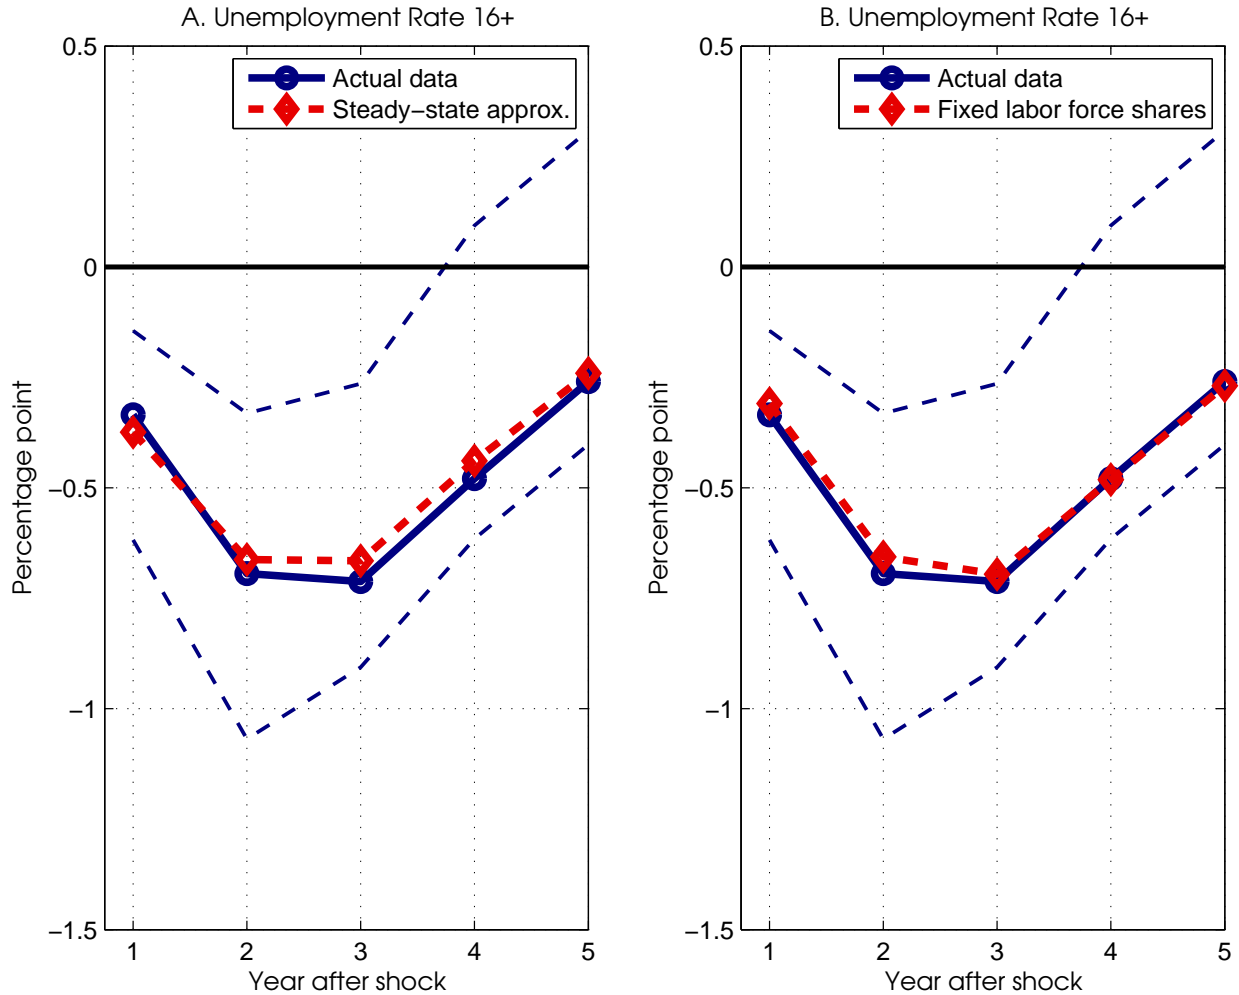 A. Unemployment Rate 16+
Actual data
Steady−state approx.
0.5
0
−0.5
−1
−1.5
Percentage point
1 2 3 4 5
Year after shock
B. Unemployment Rate 16+
Actual data
Fixed labor force shares
0.5
0
−0.5
−1
−1.5
Percentage point
1 2 3 4 5
Year after shock